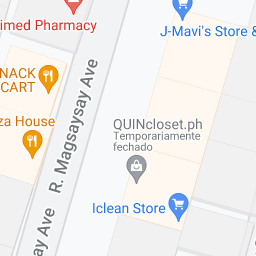 imed Pharmacy
J-Mavi's Store &
NACK
CART
za House
R. Magsaysay Ave
QUINcloset.ph
Temporariamente
fechado
Iclean Store
ay Ave